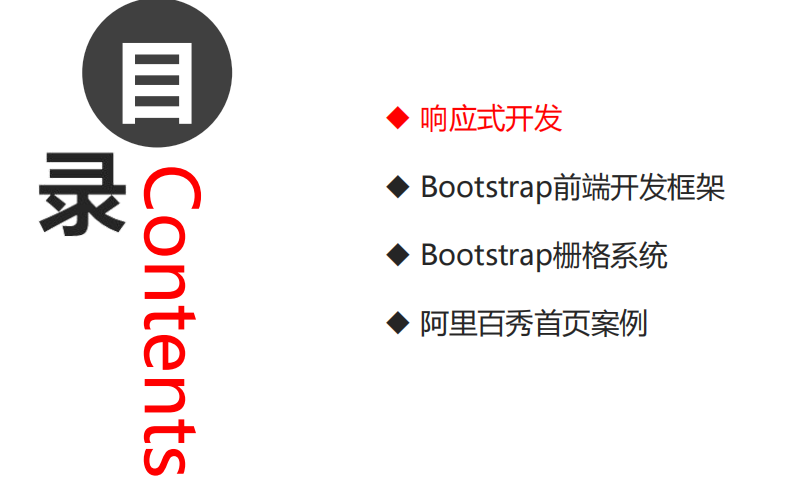 目
录
Contents
◆ 响应式开发
◆ Bootstrap前端开发框架
◆ Bootstrap栅格系统
◆ 阿里百秀首页案例